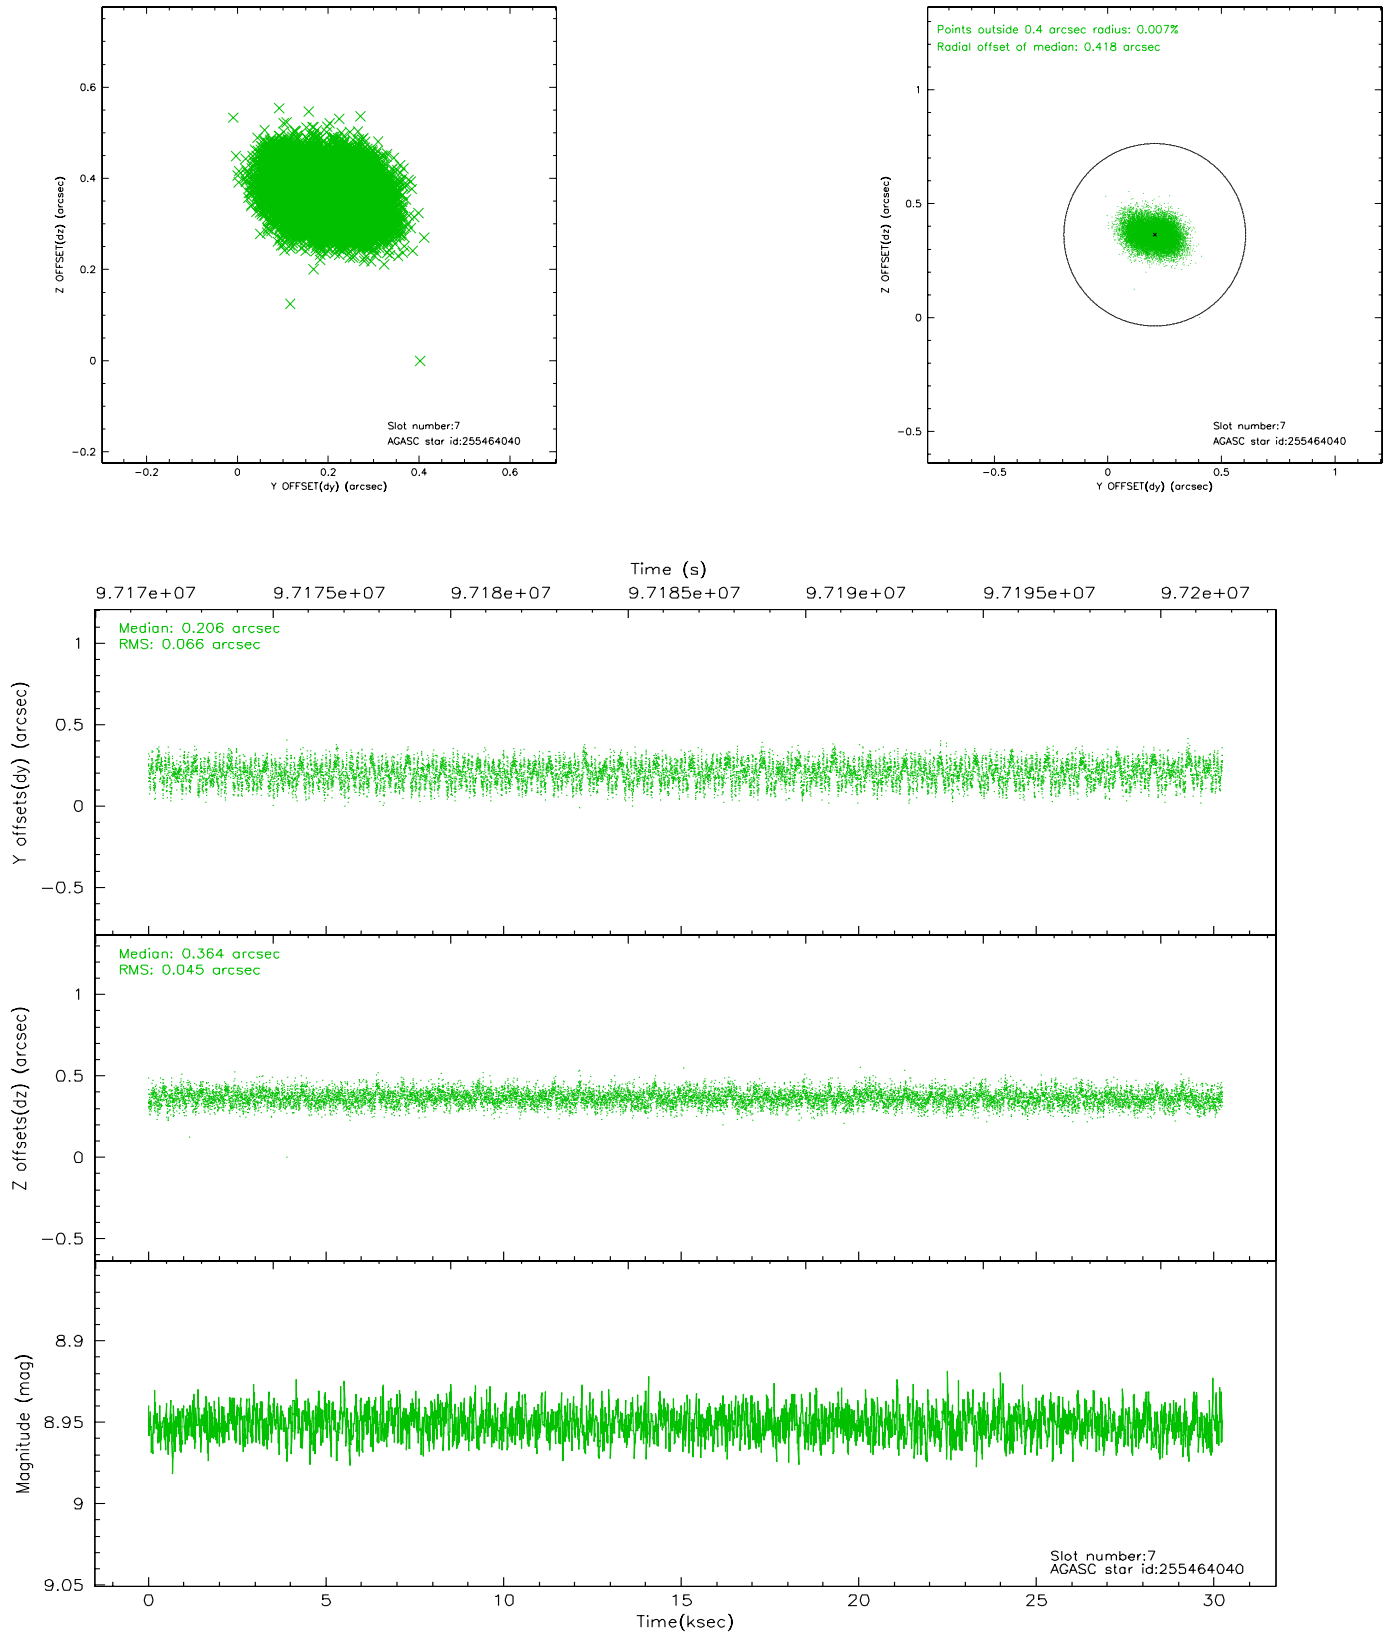 0.6
0.4
0.2
0
−0.2
Z OFFSET(dz) (arcsec)
Slot number:7
AGASC star id:255464040
−0.2 0 0.2 0.4 0.6
Y OFFSET(dy) (arcsec)
Points outside 0.4 arcsec radius: 0.007%
Radial offset of median: 0.418 arcsec
1
0.5
0
−0.5
Z OFFSET(dz) (arcsec)
Slot number:7
AGASC star id:255464040
−0.5 0 0.5 1
Y OFFSET(dy) (arcsec)
Time (s)
9.717e+07 9.7175e+07 9.718e+07 9.7185e+07 9.719e+07 9.7195e+07 9.72e+07
Median: 0.206 arcsec
RMS: 0.066 arcsec
1
0.5
0
−0.5
Y offsets(dy) (arcsec)
Median: 0.364 arcsec
RMS: 0.045 arcsec
1
0.5
0
−0.5
Z offsets(dz) (arcsec)
8.9
8.95
9
9.05
Magnitude (mag)
Slot number:7
AGASC star id:255464040
0 5 10 15 20 25 30
Time(ksec)